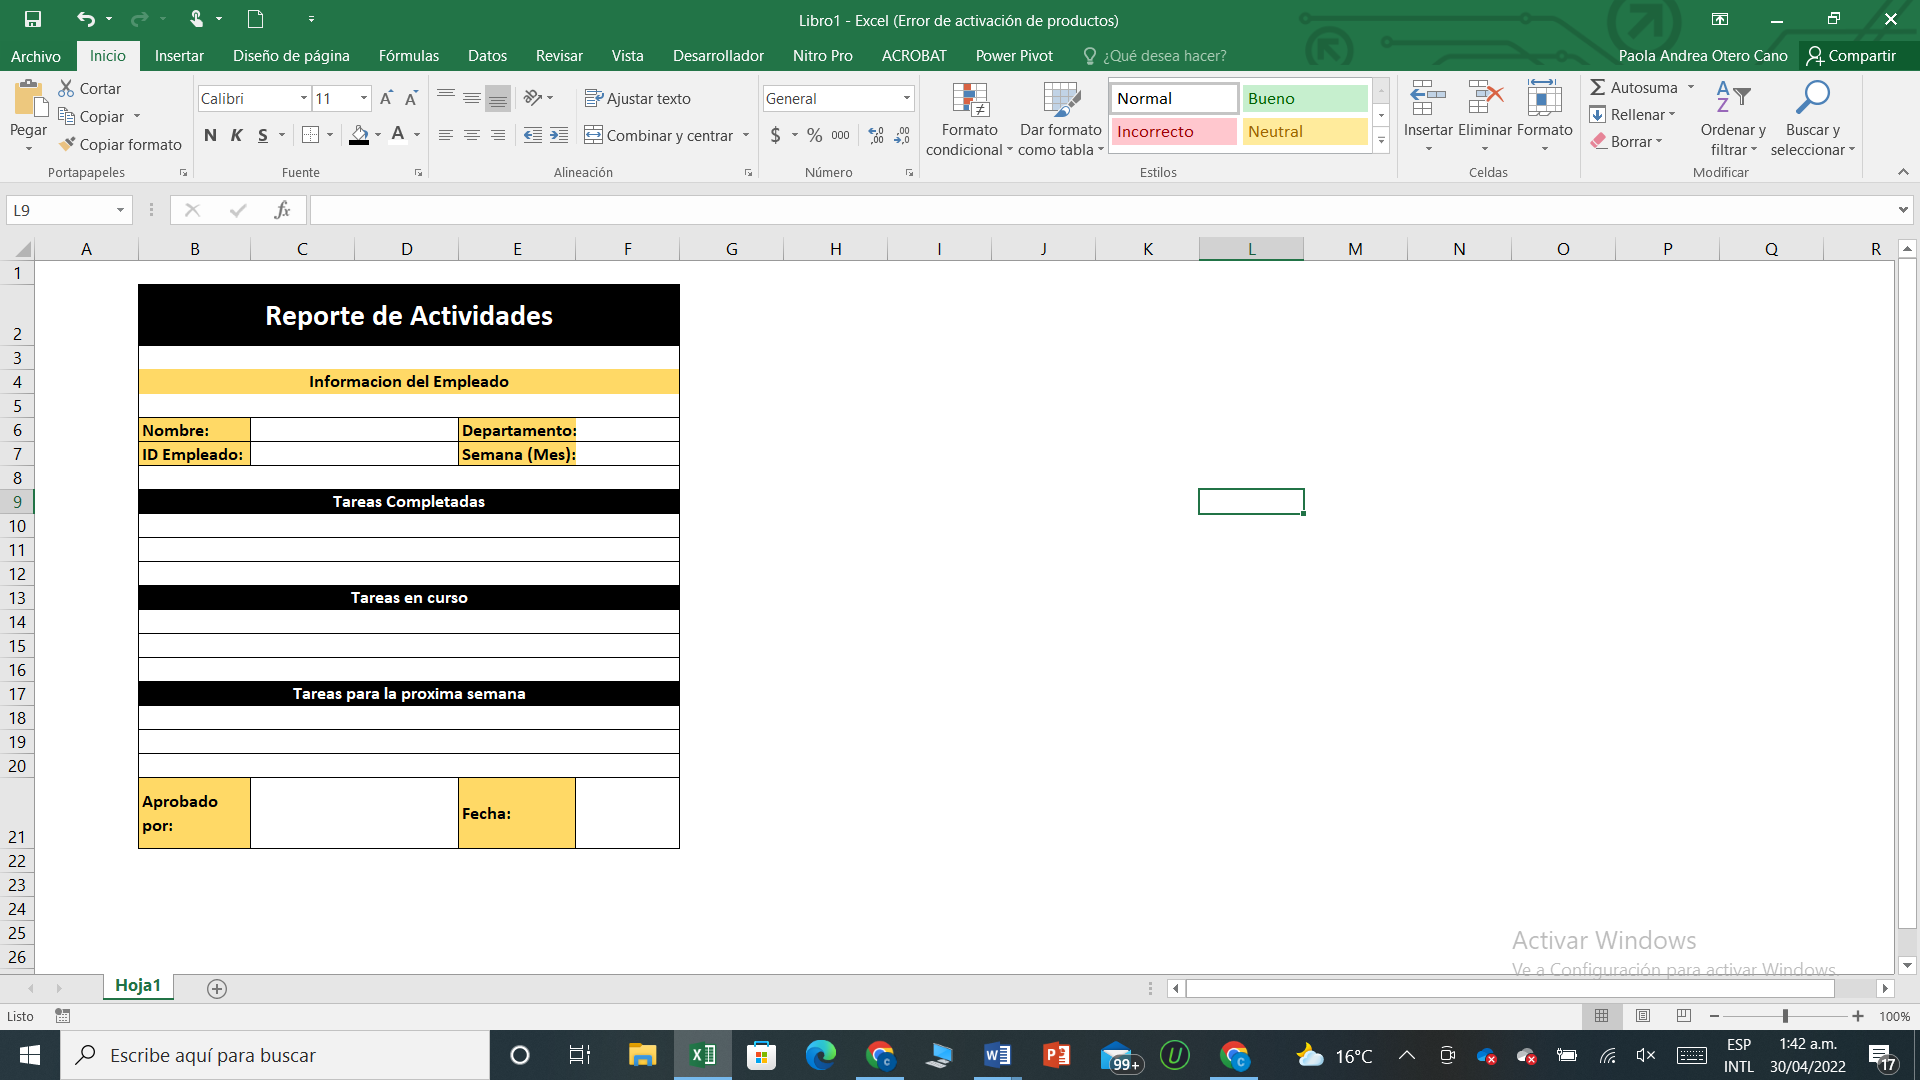 Libro1 - Excel (Error de activación de productos)
Archivo Inicio Insertar Diseño de página Fórmulas Datos Revisar Vista Desarrollador Nitro Pro ACROBAT Power Pivot ¿Qué desea hacer? Paola Andrea Otero Cano Compartir
Pegar
Cortar
Copiar
Copiar formato
Portapapeles
Calibri 11
N K S A
Fuente
Ajustar texto
Combinar y centrar
Alineación
General
$ % 000
Número
Formato condicional
Dar formato como tabla
Normal Bueno
Incorrecto Neutral
Estilos
Insertar Eliminar Formato
Celdas
Autosuma
Rellenar
Borrar
Ordenar y filtrar
Buscar y seleccionar
Modificar
L9 fx
A B C D E F G H I J K L M N O P Q R
1
2 Reporte de Actividades
3
4 Informacion del Empleado
5
6 Nombre: Departamento:
7 ID Empleado: Semana (Mes):
8
9 Tareas Completadas
10
11
12
13 Tareas en curso
14
15
16
17 Tareas para la proxima semana
18
19
20
21 Aprobado por: Fecha:
22
23
24
25
26
Activar Windows
Ve a Configuración para activar Windows.
Hoja1
Listo 100%
Escribe aquí para buscar
99+
16°C
ESP
INTL
1:42 a.m.
30/04/2022
17